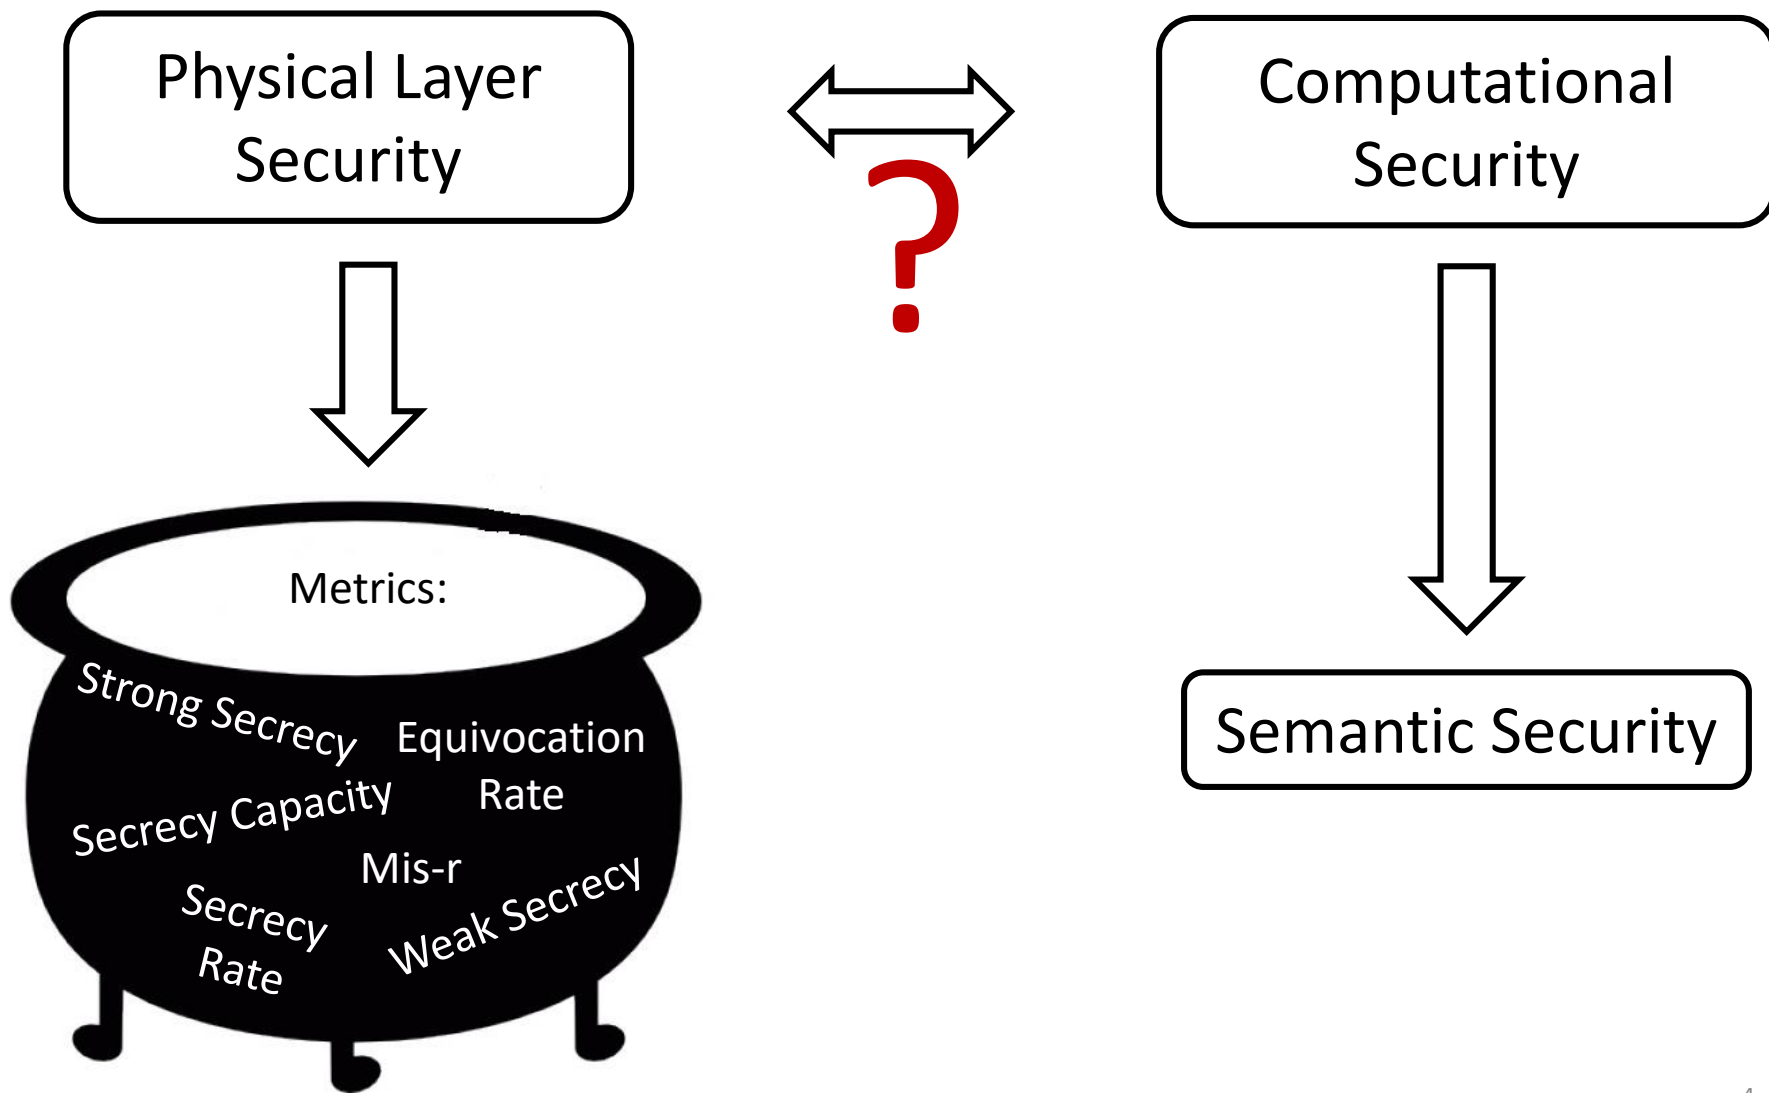 Physical Layer
Security
?
Computational
Security
Metrics:
Strong Secrecy
Equivocation
Rate
Secrecy Capacity
Mis-r
Secrecy
Rate
Weak Secrecy
Semantic Security